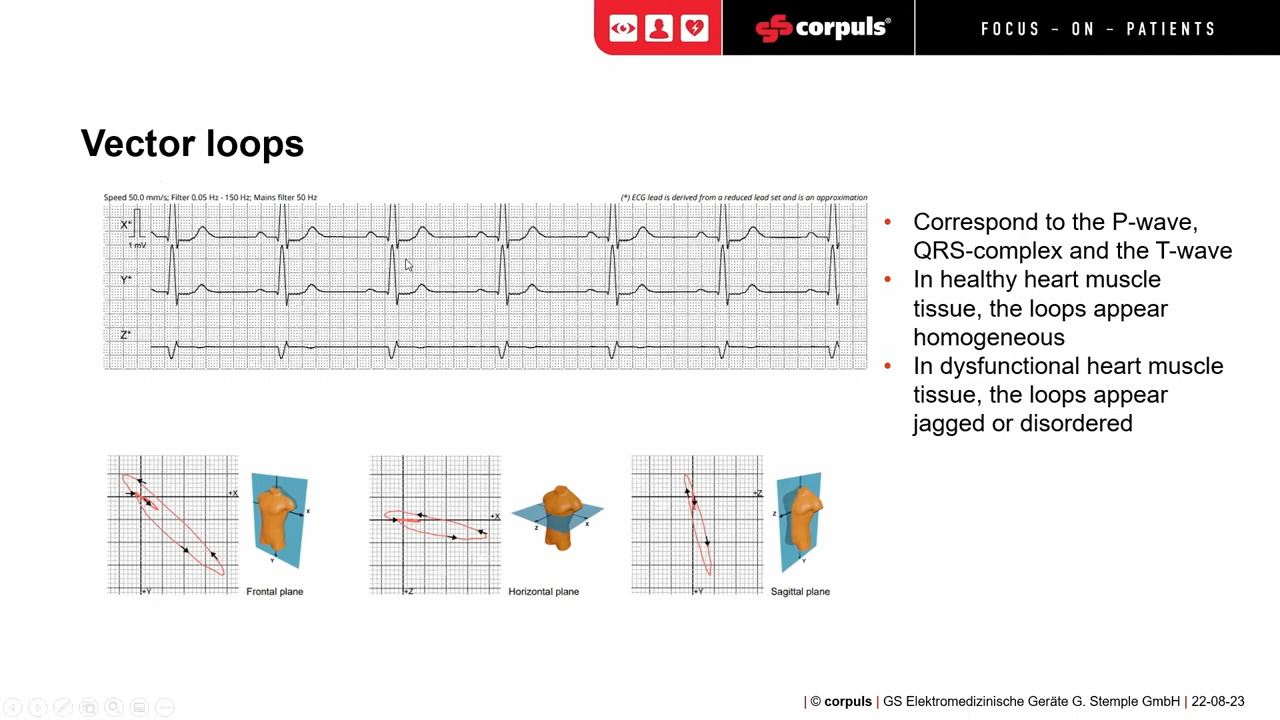 corpuls®
FOCUS – ON – PATIENTS
Vector loops
Speed 50.0 mm/s; Filter 0.05 Hz - 150 Hz; Mains filter 50 Hz
(*) ECG lead is derived from a reduced lead set and is an approximation
X*
1 mV
Y*
Z*
• Correspond to the P-wave,
QRS-complex and the T-wave
• In healthy heart muscle
tissue, the loops appear
homogeneous
• In dysfunctional heart muscle
tissue, the loops appear
jagged or disordered
+X
+Y
X
Y
Frontal plane
+X
+Z
Z
X
Horizontal plane
+Z
+Y
Z
Y
Sagittal plane
| © corpuls | GS Elektromedizinische Geräte G. Stemple GmbH | 22-08-23